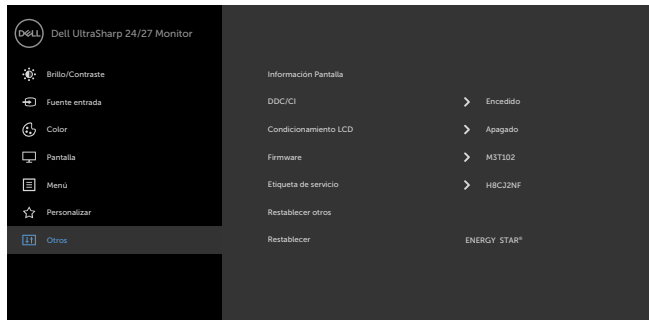 DELL Dell UltraSharp 24/27 Monitor
Brillo/Contraste Información Pantalla
Fuente entrada DDC/CI Encedido
Color Condicionamiento LCD Apagado
Pantalla Firmware M3T102
Menú Etiqueta de servicio H8CJ2NF
Personalizar Restablecer otros
Otros Restablecer ENERGY STAR®